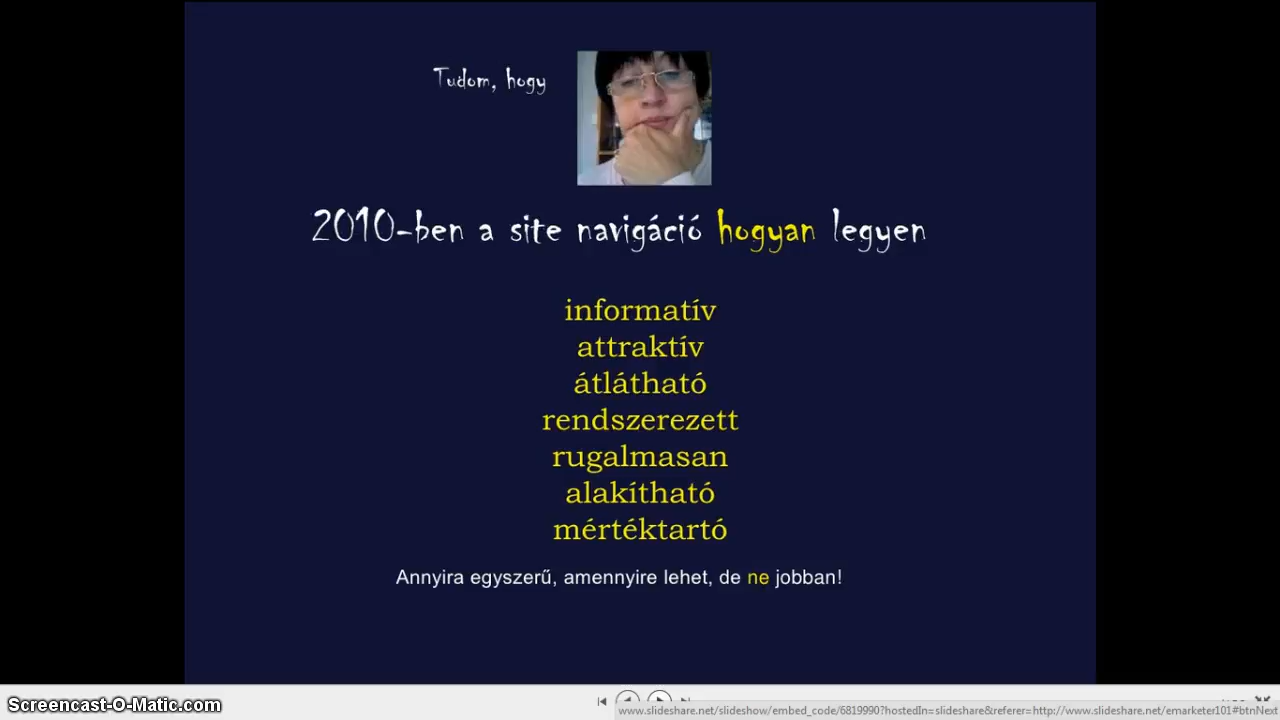 Tudom, hogy
2010-ben a site navigáció hogyan legyen
informatív
attraktív
átlátható
rendszerezett
rugalmasan
alakítható
mértéktartó
Annyira egyszerű, amennyire lehet, de ne jobban!
Screencast-O-Matic.com
www.slideshare.net/slideshow/embed_code/6819990?hostedIn=slideshare&referer=http://www.slideshare.net/emarketer101#btnNext